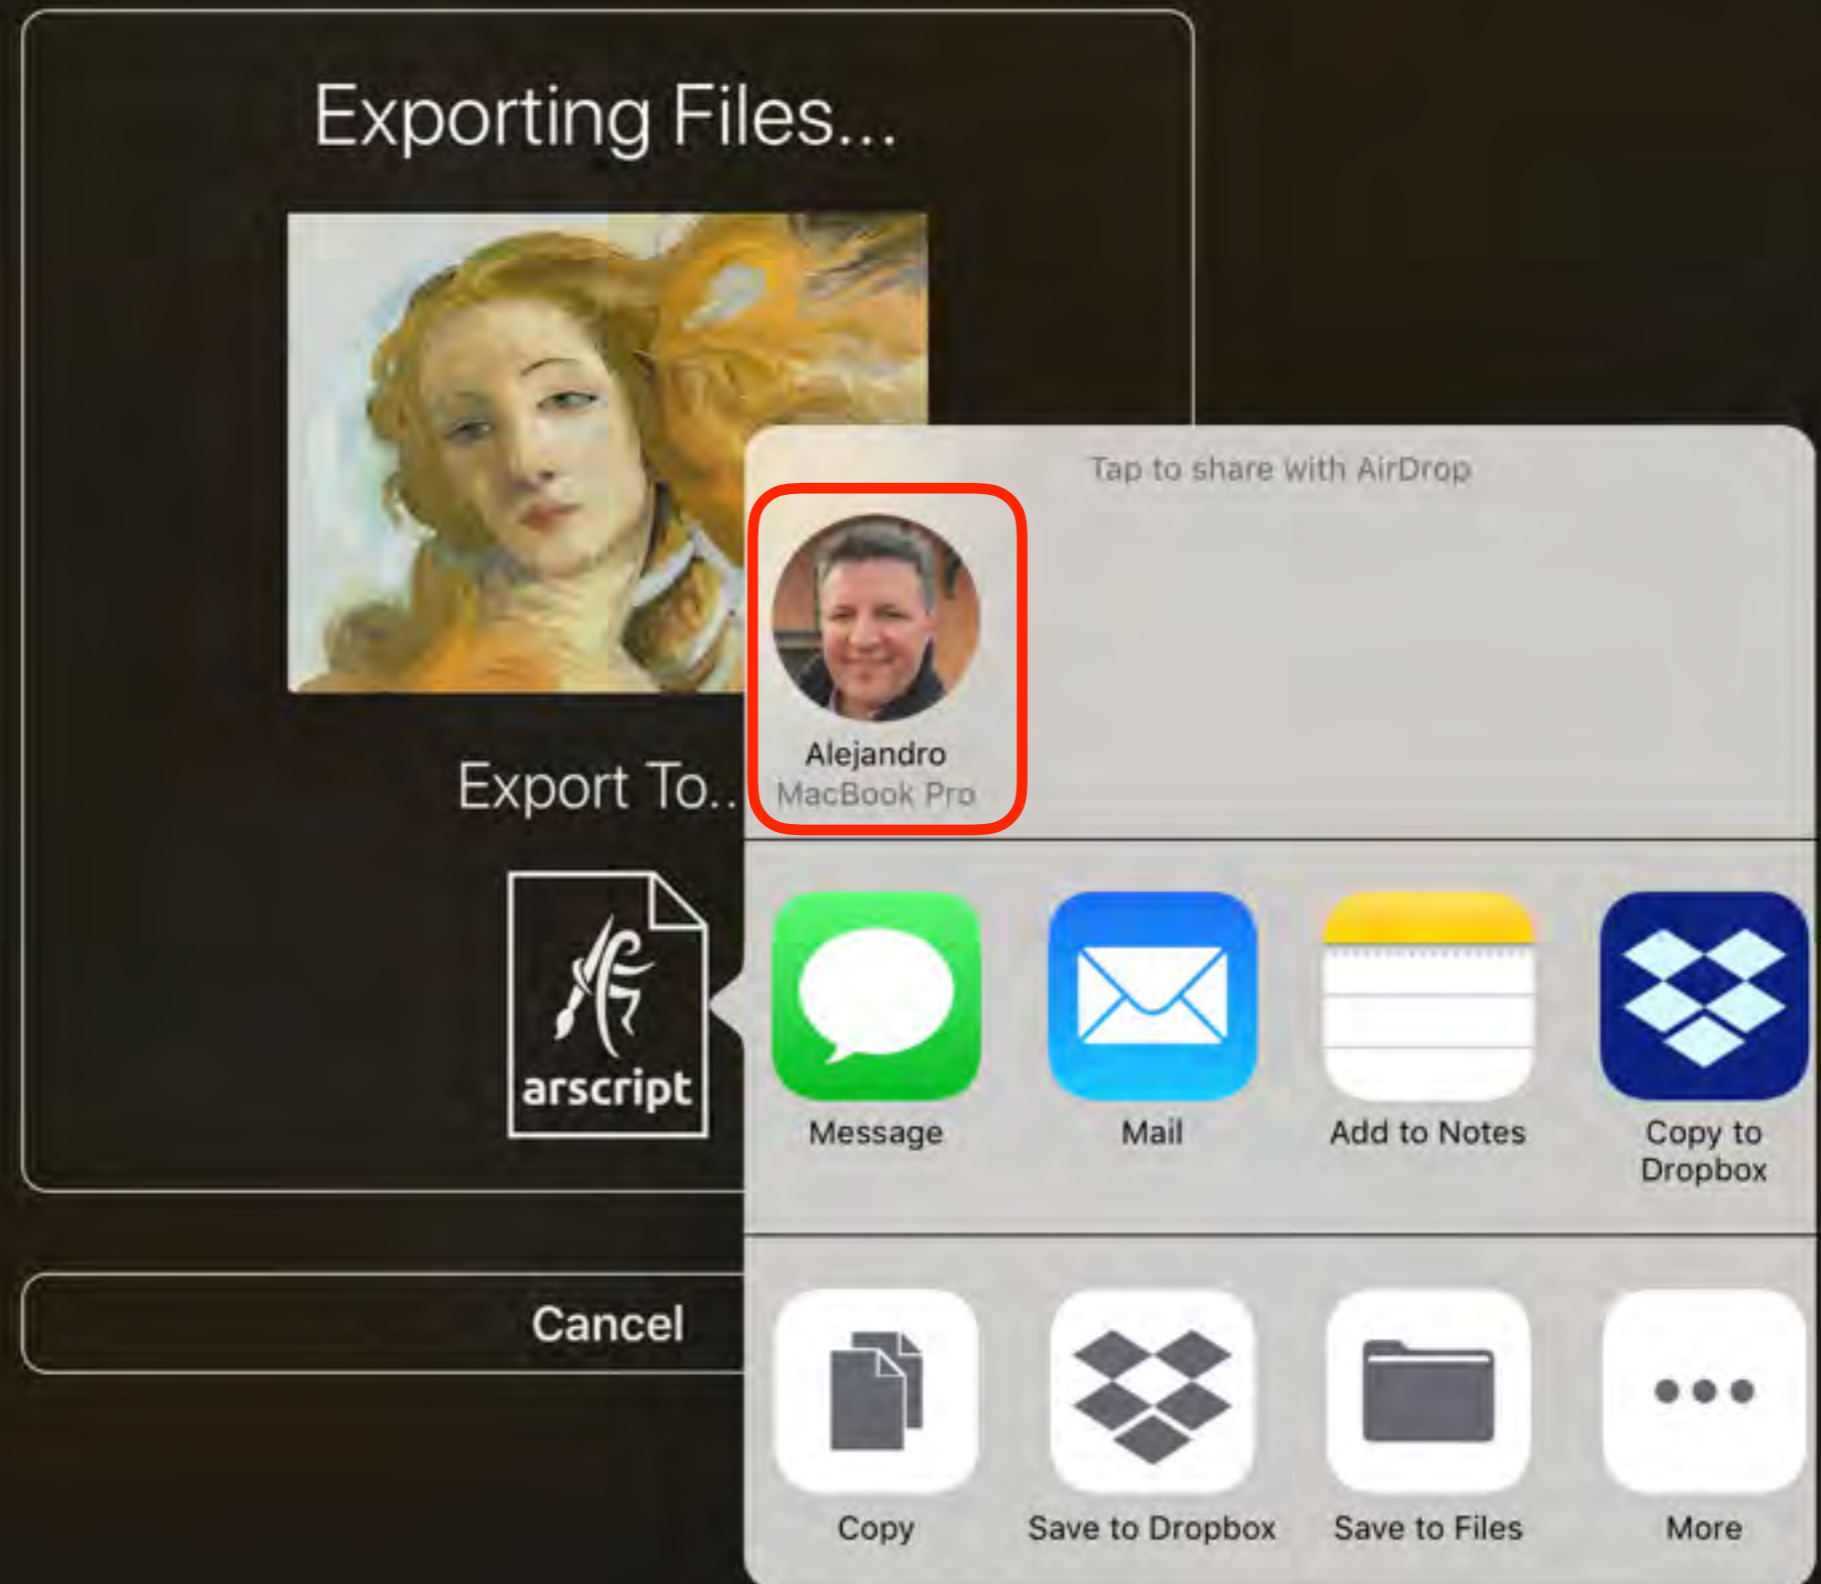 Exporting Files...
Tap to share with AirDrop
Alejandro
MacBook Pro
Export To..
arscript
Message
Mail
Add to Notes
Copy to
Dropbox
Cancel
Copy
Save to Dropbox
Save to Files
More